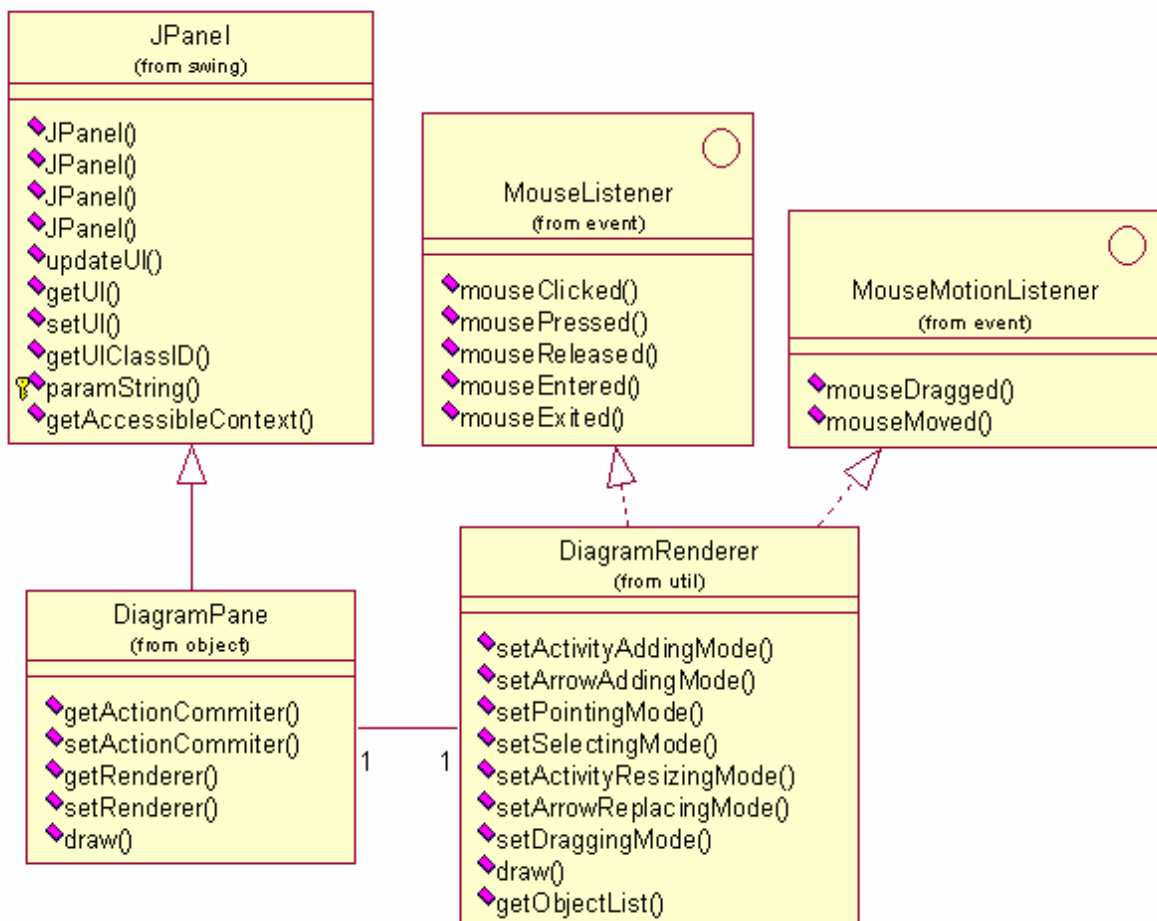 JPanel
(from swing)
JPanel()
JPanel()
JPanel()
JPanel()
updateUI()
getUI()
setUI()
getUIClassID()
paramString()
getAccessibleContext()
MouseListener
(from event)
mouseClicked()
mousePressed()
mouseReleased()
mouseEntered()
mouseExited()
MouseMotionListener
(from event)
mouseDragged()
mouseMoved()
DiagramPane
(from object)
getActionCommiter()
setActionCommiter()
getRenderer()
setRenderer()
draw()
1
1
DiagramRenderer
(from util)
setActivityAddingMode()
setArrowAddingMode()
setPointingMode()
setSelectingMode()
setActivityResizingMode()
setArrowReplacingMode()
setDraggingMode()
draw()
getObjectList()